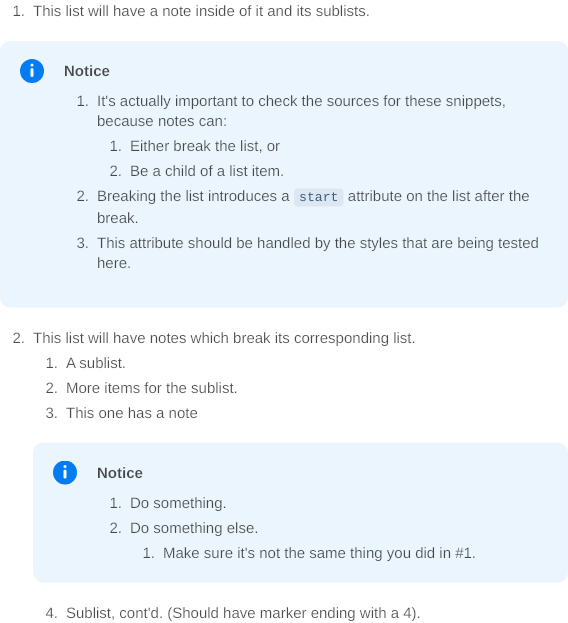 1. This list will have a note inside of it and its sublists.
Notice
1. It's actually important to check the sources for these snippets,
because notes can:
1. Either break the list, or
2. Be a child of a list item.
2. Breaking the list introduces a start attribute on the list after the
break.
3. This attribute should be handled by the styles that are being tested
here.
2. This list will have notes which break its corresponding list.
1. A sublist.
2. More items for the sublist.
3. This one has a note
Notice
1. Do something.
2. Do something else.
1. Make sure it's not the same thing you did in #1.
4. Sublist, cont'd. (Should have marker ending with a 4).